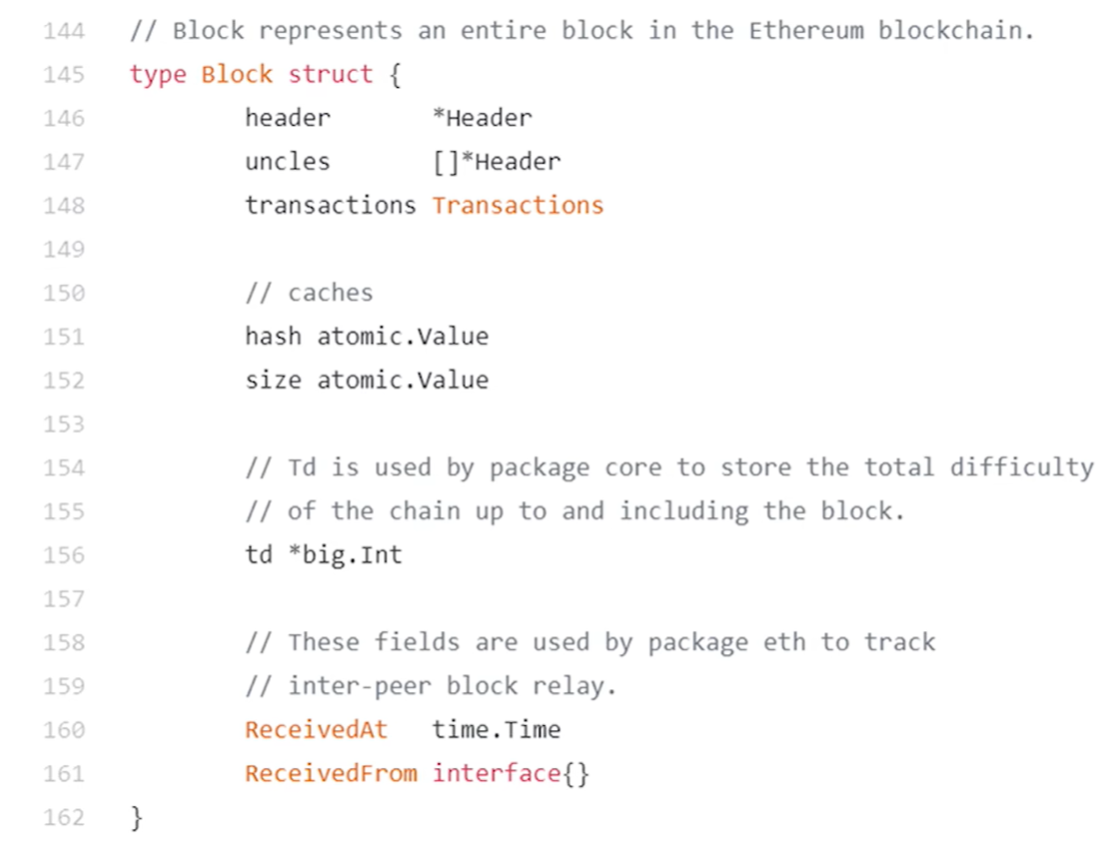 144 // Block represents an entire block in the Ethereum blockchain.
145 type Block struct {
146 header *Header
147 uncles []*Header
148 transactions Transactions
149
150 // caches
151 hash atomic.Value
152 size atomic.Value
153
154 // Td is used by package core to store the total difficulty
155 // of the chain up to and including the block.
156 td *big.Int
157
158 // These fields are used by package eth to track
159 // inter-peer block relay.
160 ReceivedAt time.Time
161 ReceivedFrom interface{}
162 }